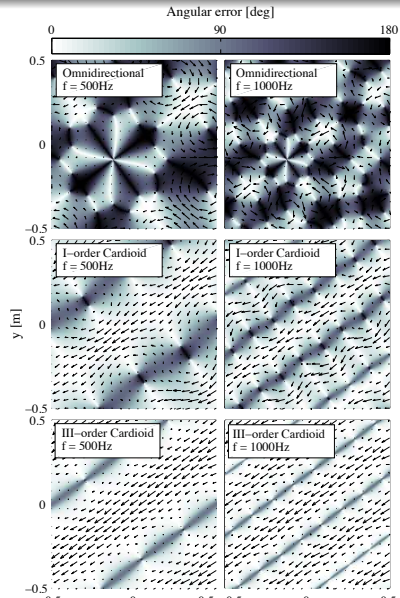 Angular error [deg]
0 90 180
0.5
Omnidirectional
f = 500Hz
Omnidirectional
f = 1000Hz
0
−0.5
0.5
I−order Cardioid
f = 500Hz
I−order Cardioid
f = 1000Hz
y [m]
0
−0.5
0.5
III−order Cardioid
f = 500Hz
III−order Cardioid
f = 1000Hz
0
−0.5